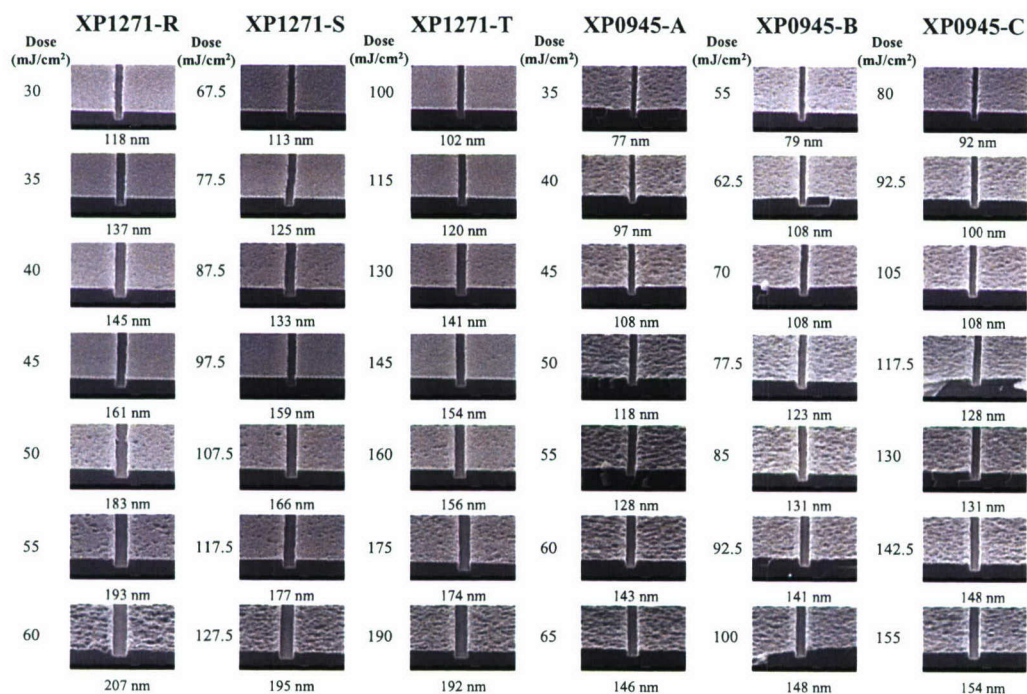 XP1271-R XP1271-S XP1271-T XP0945-A XP0945-B XP0945-C
Dose (mJ/cm²) Dose (mJ/cm²) Dose (mJ/cm²) Dose (mJ/cm²) Dose (mJ/cm²) Dose (mJ/cm²)
30 67.5 100 35 55 80
118 nm 113 nm 102 nm 77 nm 79 nm 92 nm
35 77.5 115 40 62.5 92.5
137 nm 125 nm 120 nm 97 nm 108 nm 100 nm
40 87.5 130 45 70 105
145 nm 133 nm 141 nm 108 nm 108 nm 108 nm
45 97.5 145 50 77.5 117.5
161 nm 159 nm 154 nm 118 nm 123 nm 128 nm
50 107.5 160 55 85 130
183 nm 166 nm 156 nm 128 nm 131 nm 131 nm
55 117.5 175 60 92.5 142.5
193 nm 177 nm 174 nm 143 nm 141 nm 148 nm
60 127.5 190 65 100 155
207 nm 195 nm 192 nm 146 nm 148 nm 154 nm